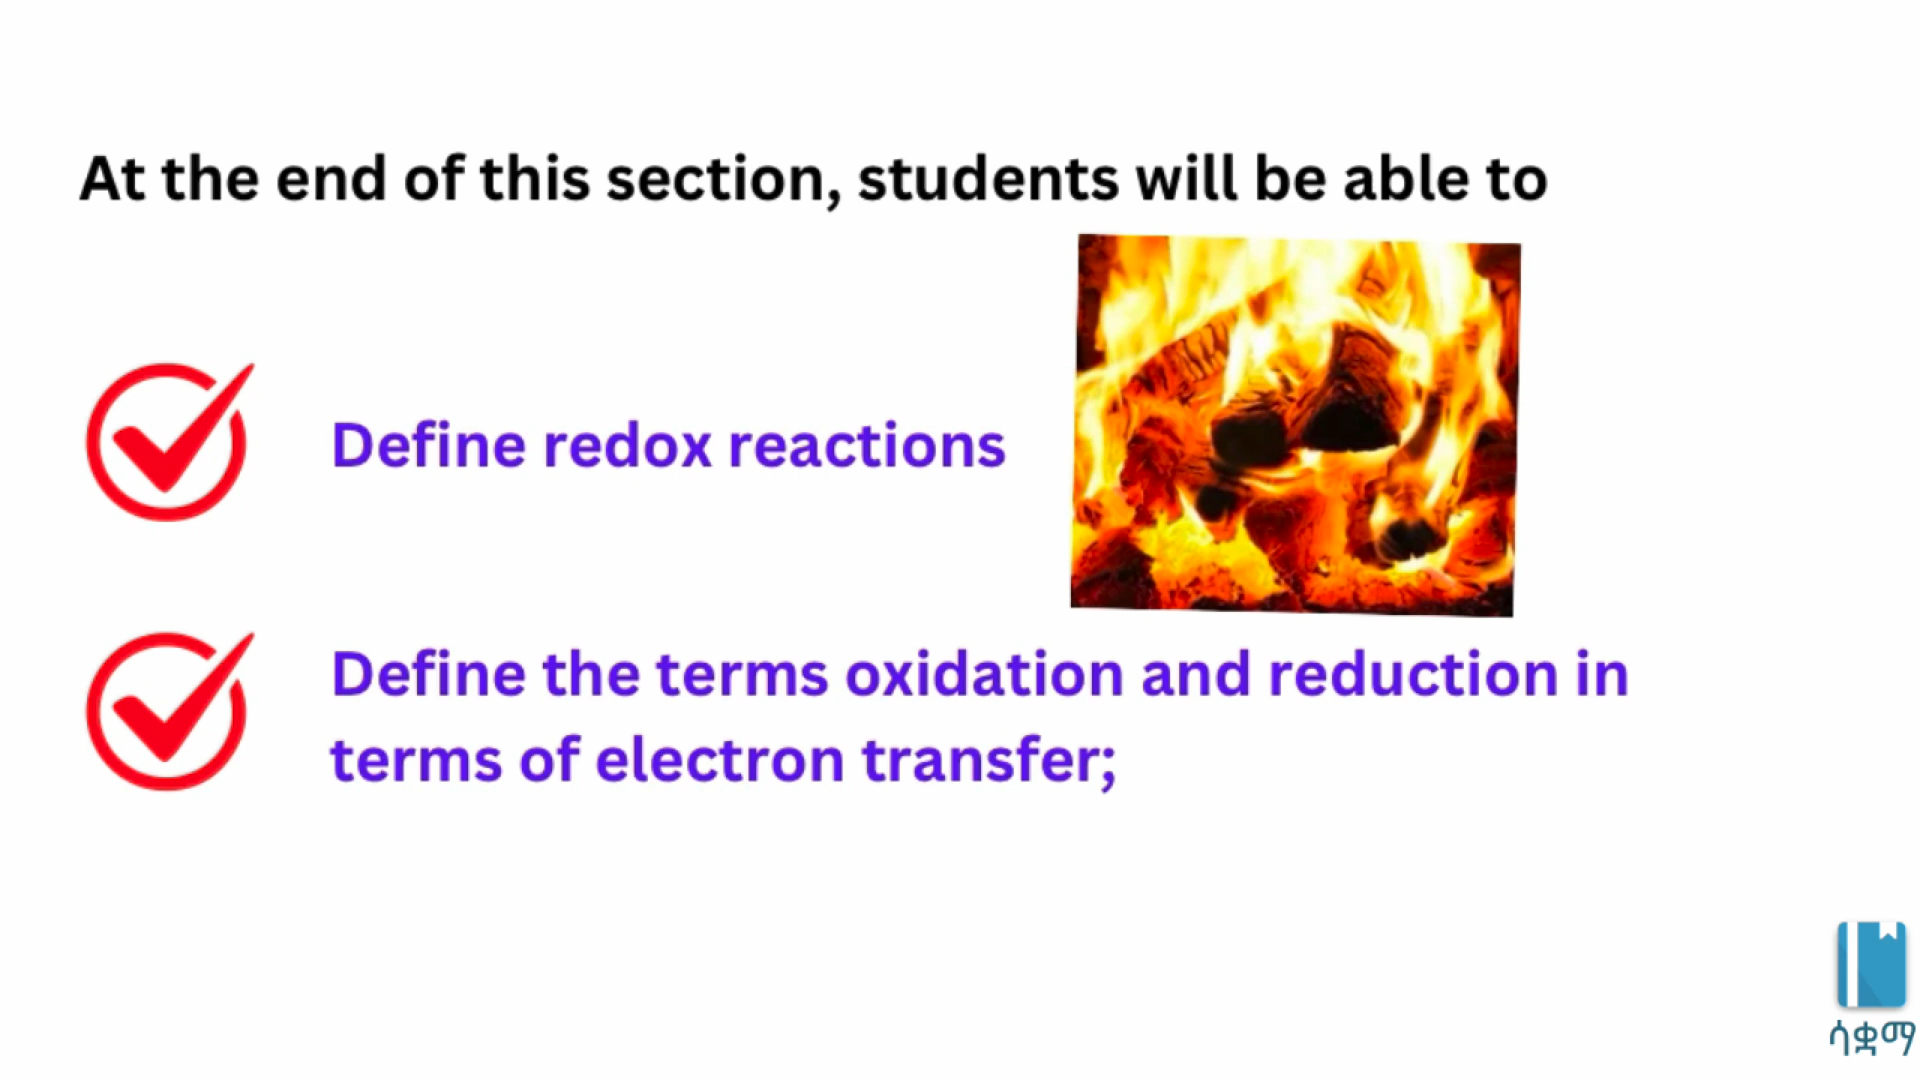 At the end of this section, students will be able to
Define redox reactions
Define the terms oxidation and reduction in
terms of electron transfer;
ሳቋማ